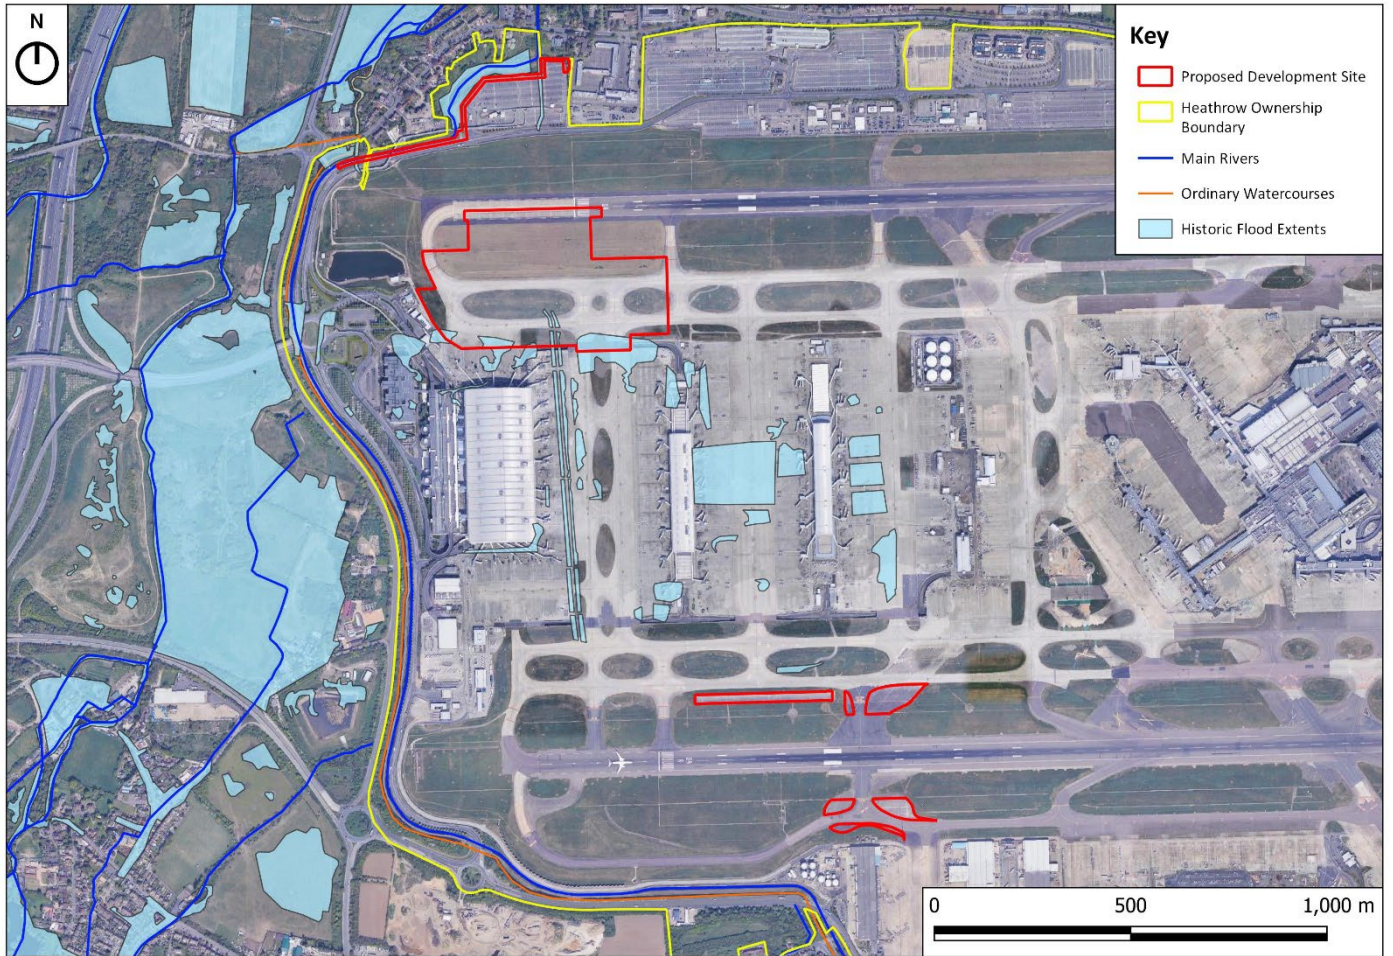 N
Key
Proposed Development Site
Heathrow Ownership
Boundary
Main Rivers
Ordinary Watercourses
Historic Flood Extents
0 500 1,000 m